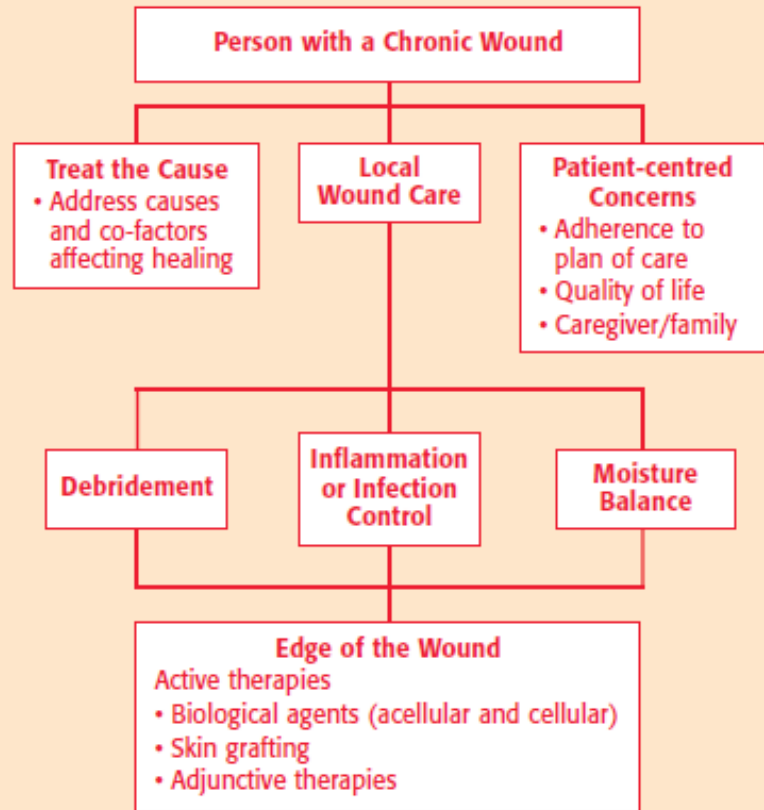 Person with a Chronic Wound
Treat the Cause
• Address causes
and co-factors
affecting healing
Local
Wound Care
Patient-centred
Concerns
• Adherence to
plan of care
• Quality of life
• Caregiver/family
Debridement
Inflammation
or Infection
Control
Moisture
Balance
Edge of the Wound
Active therapies
• Biological agents (acellular and cellular)
• Skin grafting
• Adjunctive therapies